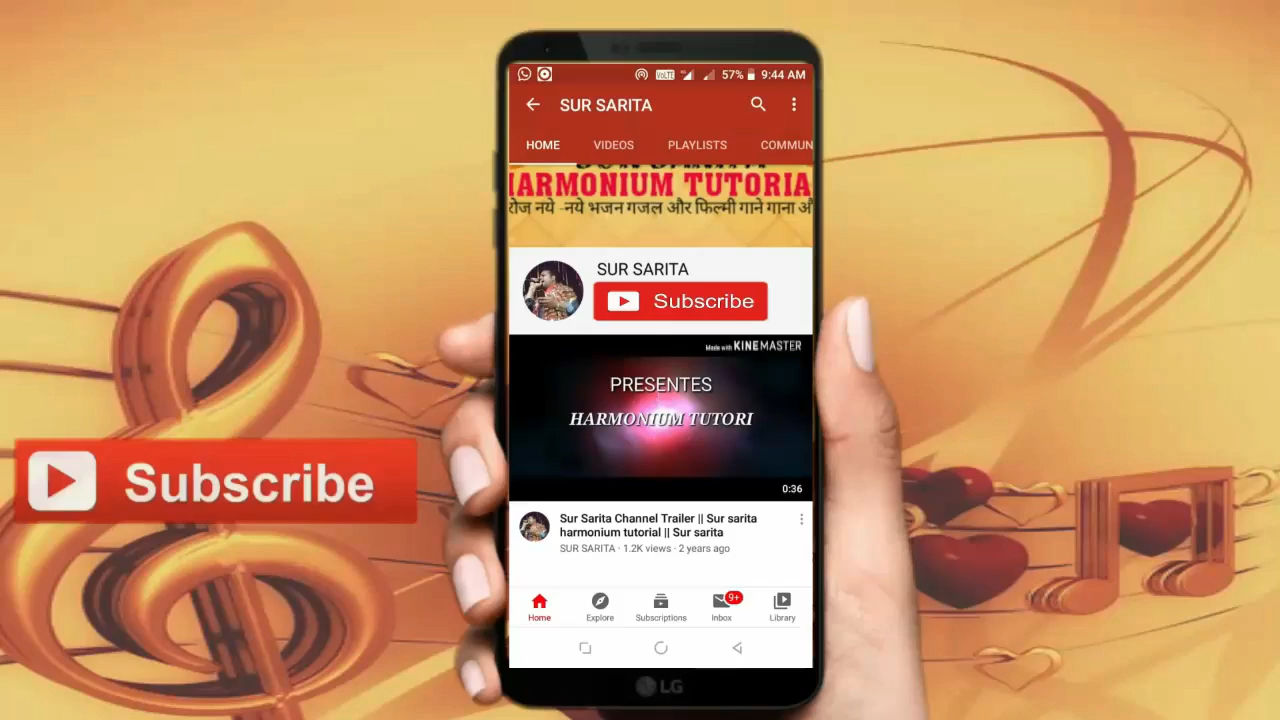 57% 9:44 AM
SUR SARITA
HOME VIDEOS PLAYLISTS COMMUN
HARMONIUM TUTORIA
रोज नये -नये भजन गजल और फिल्मी गाने गाना औ
SUR SARITA
Subscribe
Made with KINEMASTER
PRESENTES
HARMONIUM TUTORI
Subscribe
0:36
Sur Sarita Channel Trailer || Sur sarita
harmonium tutorial || Sur sarita
SUR SARITA · 1.2K views · 2 years ago
9+
Home Explore Subscriptions Inbox Library
LG